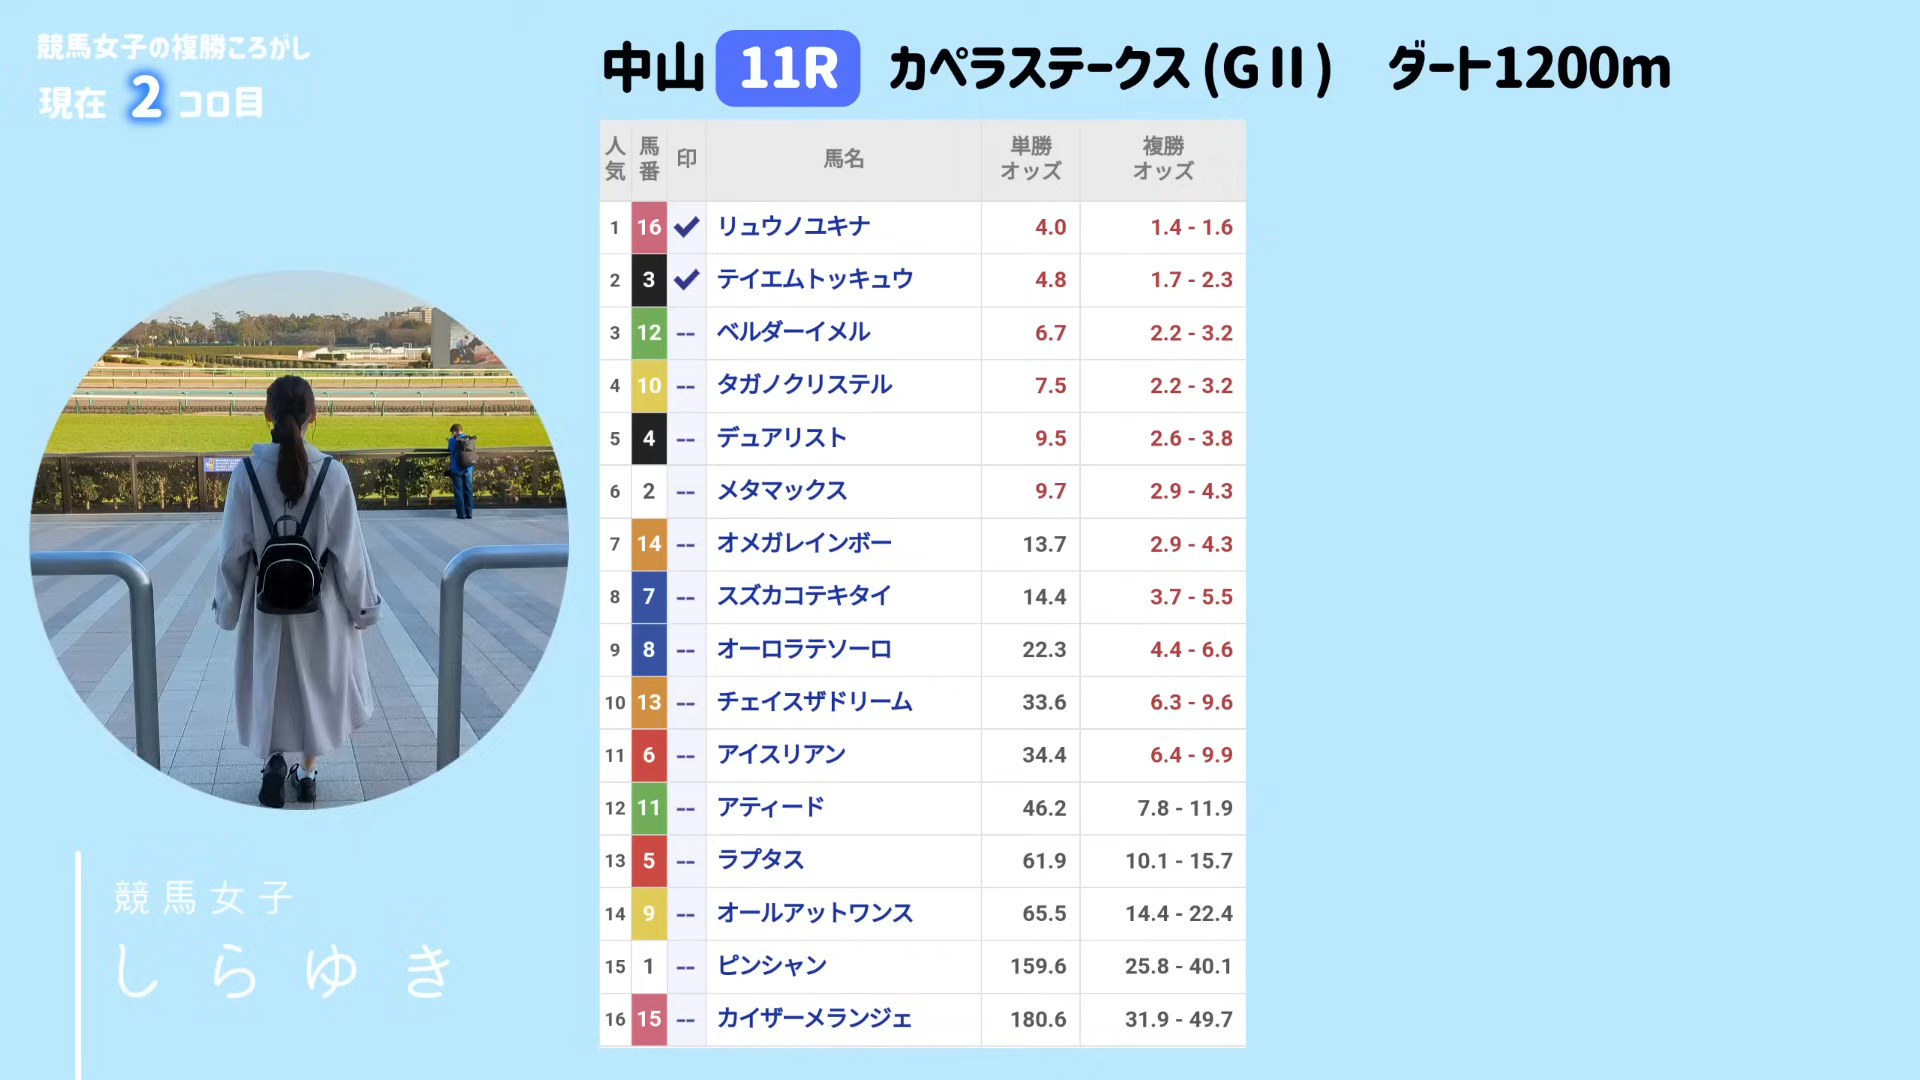 競馬女子の複勝ころがし
現在 2 コロ目
中山 11R カペラステークス(GⅡ) ダート1200m
人気 馬番 印 馬名 単勝オッズ 複勝オッズ
1 16 リュウノユキナ 4.0 1.4 - 1.6
2 3 テイエムトッキュウ 4.8 1.7 - 2.3
3 12 -- ベルダーイメル 6.7 2.2 - 3.2
4 10 -- タガノクリステル 7.5 2.2 - 3.2
5 4 -- デュアリスト 9.5 2.6 - 3.8
6 2 -- メタマックス 9.7 2.9 - 4.3
7 14 -- オメガレインボー 13.7 2.9 - 4.3
8 7 -- スズカコテキタイ 14.4 3.7 - 5.5
9 8 -- オーロラテソーロ 22.3 4.4 - 6.6
10 13 -- チェイスザドリーム 33.6 6.3 - 9.6
11 6 -- アイスリアン 34.4 6.4 - 9.9
12 11 -- アティード 46.2 7.8 - 11.9
13 5 -- ラプタス 61.9 10.1 - 15.7
14 9 -- オールアットワンス 65.5 14.4 - 22.4
15 1 -- ピンシャン 159.6 25.8 - 40.1
16 15 -- カイザーメランジェ 180.6 31.9 - 49.7
競馬女子
しらゆき